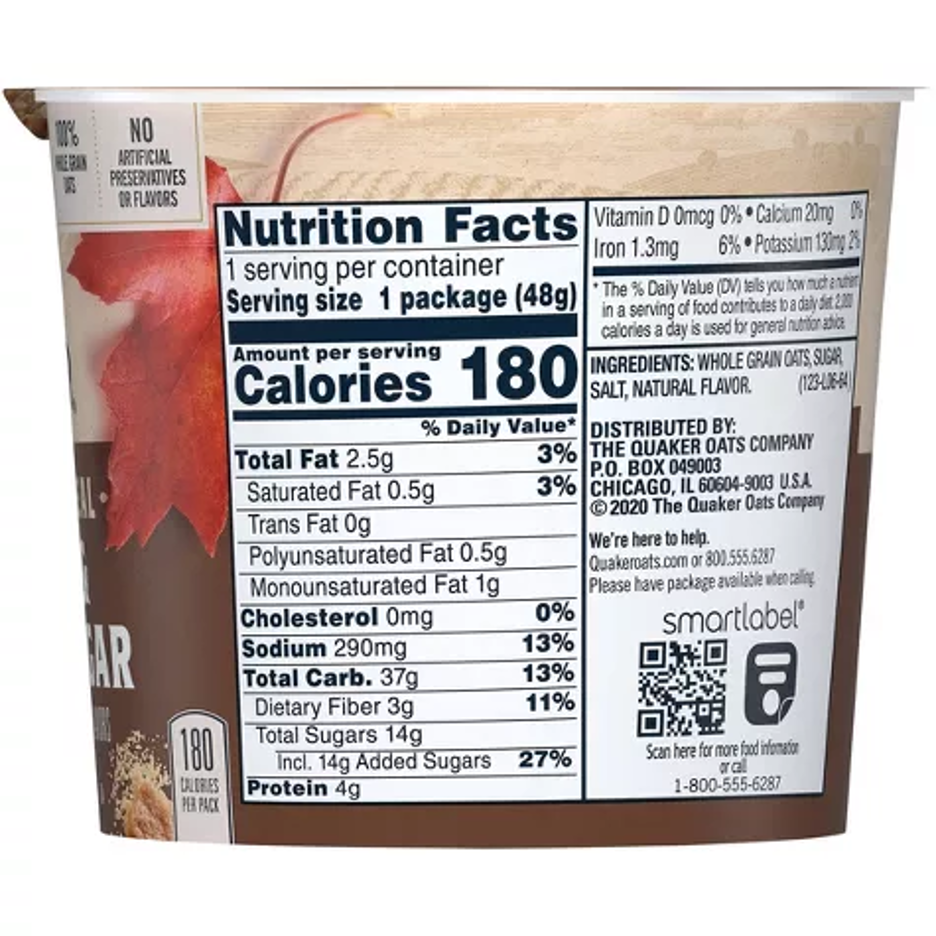 100%
WHOLE GRAIN
OATS
NO
ARTIFICIAL
PRESERVATIVES
OR FLAVORS
GAR
180
CALORIES
PER PACK
Nutrition Facts
1 serving per container
Serving size 1 package (48g)
Amount per serving
Calories 180
% Daily Value*
Total Fat 2.5g 3%
Saturated Fat 0.5g 3%
Trans Fat 0g
Polyunsaturated Fat 0.5g
Monounsaturated Fat 1g
Cholesterol 0mg 0%
Sodium 290mg 13%
Total Carb. 37g 13%
Dietary Fiber 3g 11%
Total Sugars 14g
Incl. 14g Added Sugars 27%
Protein 4g
Vitamin D 0mcg 0% • Calcium 20mg 0%
Iron 1.3mg 6% • Potassium 130mg 2%
* The % Daily Value (DV) tells you how much a nutrient
in a serving of food contributes to a daily diet. 2,000
calories a day is used for general nutrition advice.
INGREDIENTS: WHOLE GRAIN OATS, SUGAR,
SALT, NATURAL FLAVOR. (123-L06-64)
DISTRIBUTED BY:
THE QUAKER OATS COMPANY
P.O. BOX 049003
CHICAGO, IL 60604-9003 U.S.A.
© 2020 The Quaker Oats Company
We're here to help.
Quakeroats.com or 800.555.6287
Please have package available when calling.
smartlabel®
Scan here for more food information
or call
1-800-555-6287